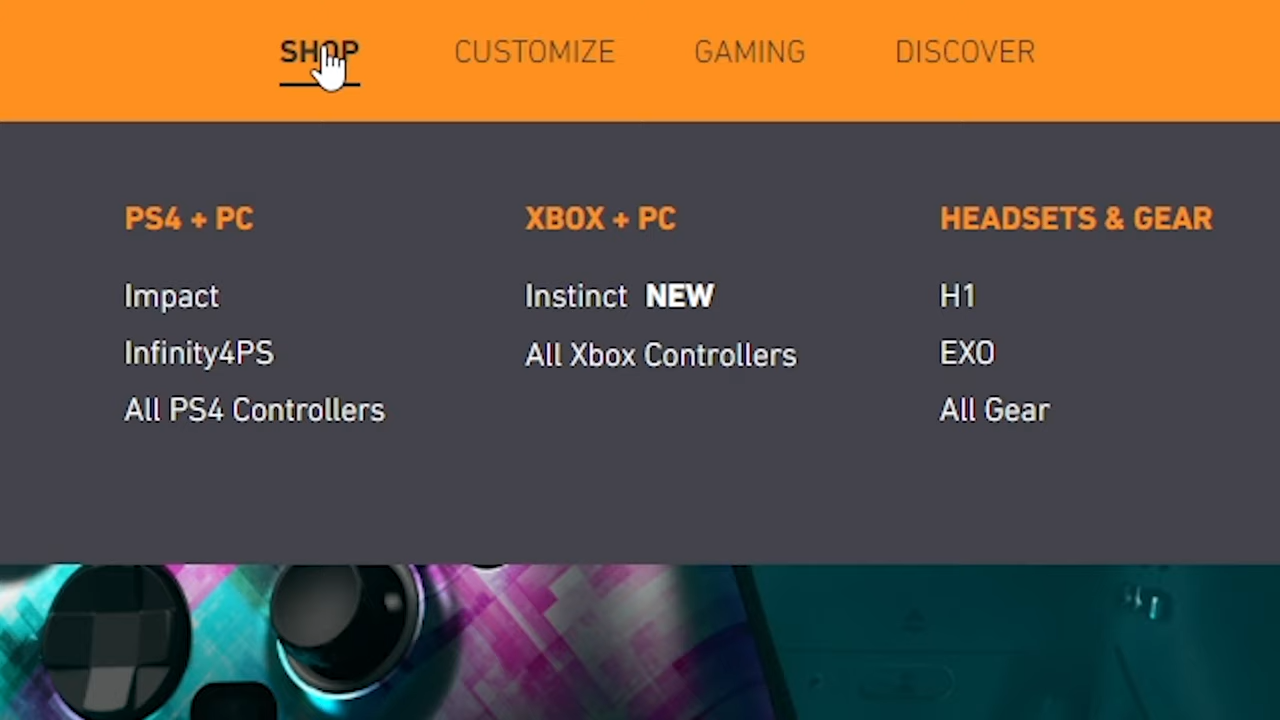 SHOP CUSTOMIZE GAMING DISCOVER
PS4 + PC
Impact
Infinity4PS
All PS4 Controllers
XBOX + PC
Instinct NEW
All Xbox Controllers
HEADSETS & GEAR
H1
EXO
All Gear